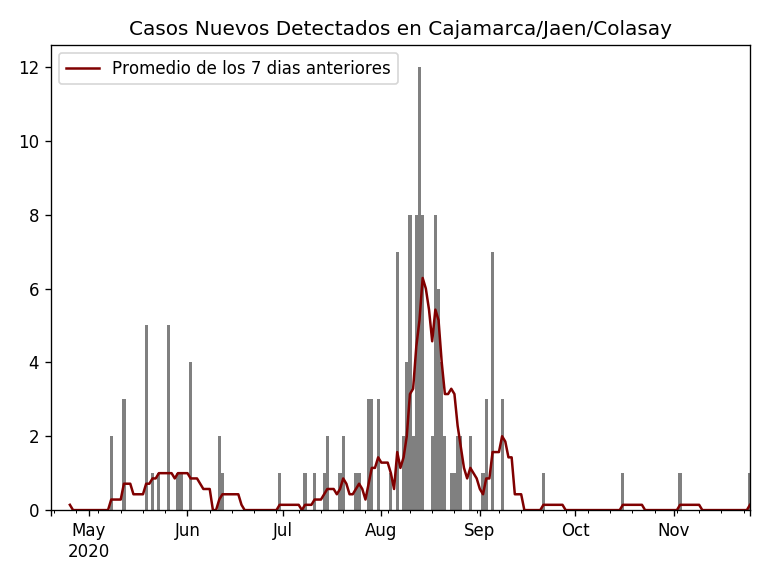 Casos Nuevos Detectados en Cajamarca/Jaen/Colasay
Promedio de los 7 dias anteriores
12
10
8
6
4
2
0
May Jun Jul Aug Sep Oct Nov
2020